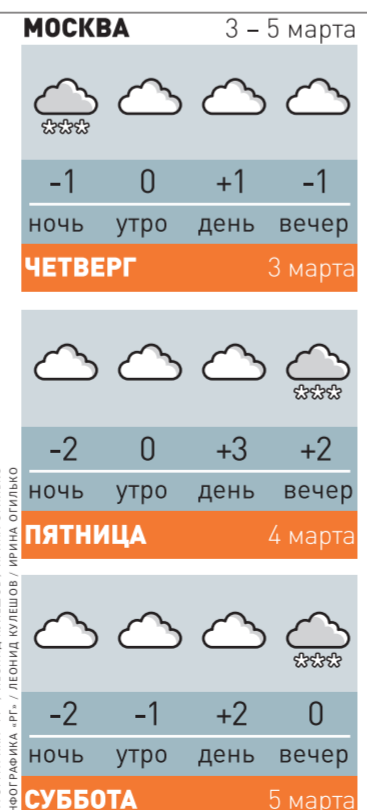 МОСКВА 3 – 5 марта
-1 0 +1 -1
ночь утро день вечер
ЧЕТВЕРГ 3 марта
-2 0 +3 +2
ночь утро день вечер
ПЯТНИЦА 4 марта
-2 -1 +2 0
ночь утро день вечер
СУББОТА 5 марта
«РГ» / ЛЕОНИД КУЛЕШОВ / ИРИНА ОГИЛЬКО